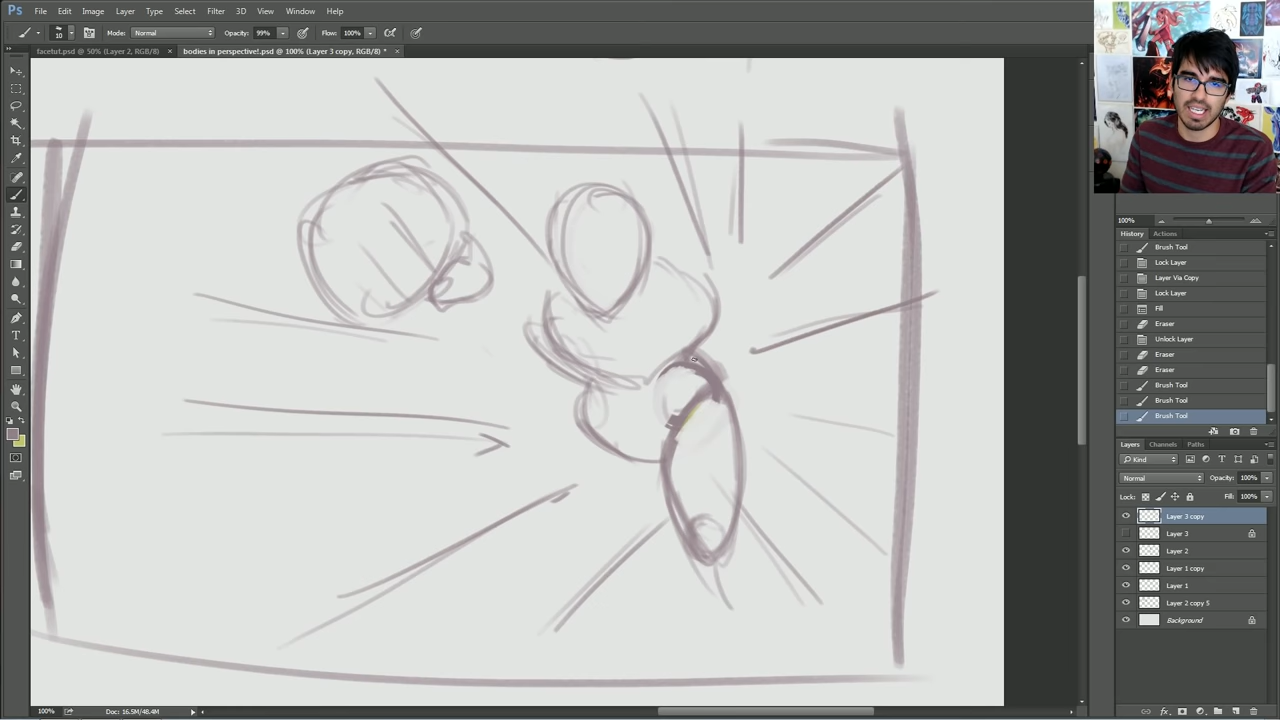 Ps File Edit Image Layer Type Select Filter 3D View Window Help
10 Mode: Normal Opacity: 99% Flow: 100%
facetut.psd @ 50% (Layer 2, RGB/8) × bodies in perspective!.psd @ 100% (Layer 3 copy, RGB/8) * ×
100%
History Actions
Brush Tool
Lock Layer
Layer Via Copy
Lock Layer
Fill
Eraser
Unlock Layer
Eraser
Eraser
Brush Tool
Brush Tool
Brush Tool
Layers Channels Paths
Kind
Normal Opacity: 100%
Lock: Fill: 100%
Layer 3 copy
Layer 3
Layer 2
Layer 1 copy
Layer 1
Layer 2 copy 5
Background
100% Doc: 16.5M/48.4M
fx